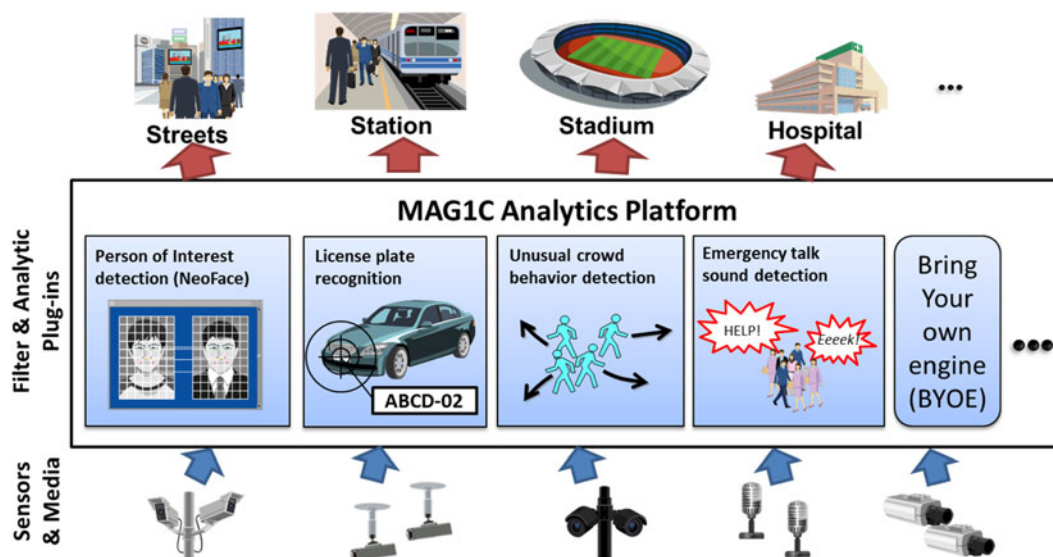 Streets
Station
Stadium
Hospital
...
MAG1C Analytics Platform
Filter & Analytic
Plug-ins
Person of Interest
detection (NeoFace)
License plate
recognition
ABCD-02
Unusual crowd
behavior detection
Emergency talk
sound detection
HELP!
Eeeek!
Bring
Your
own
engine
(BYOE)
...
Sensors
& Media